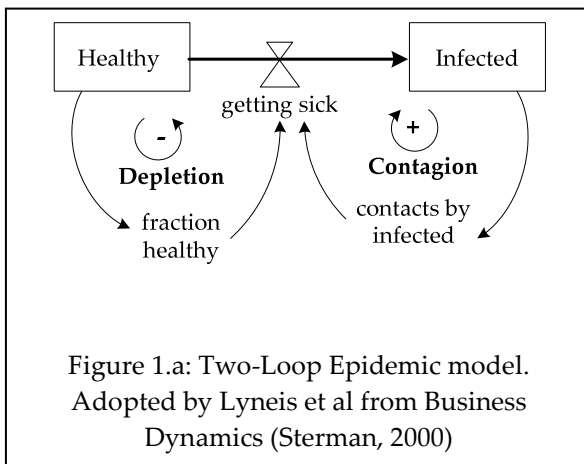 Healthy
Infected
getting sick
-
+
Depletion
Contagion
fraction
healthy
contacts by
infected
Figure 1.a: Two-Loop Epidemic model.
Adopted by Lyneis et al from Business
Dynamics (Sterman, 2000)